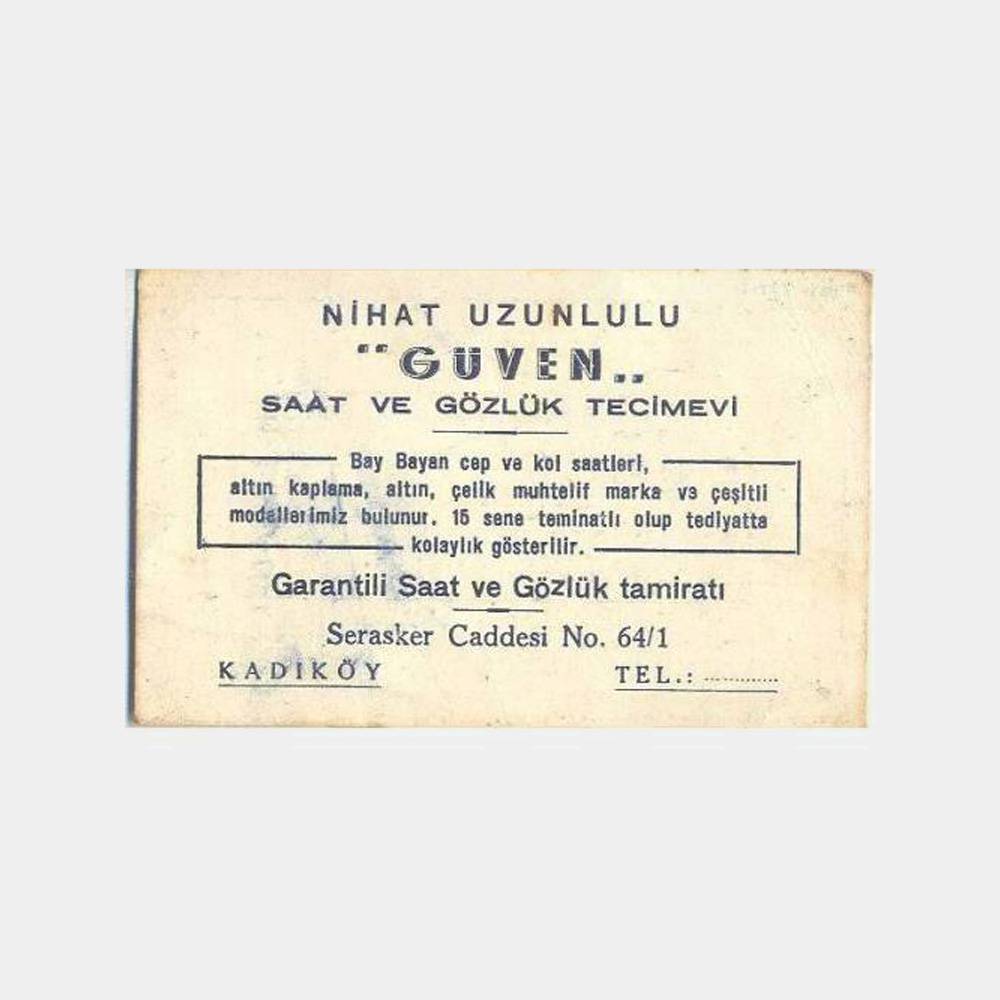 NİHAT UZUNLULU
"GÜVEN„
SAAT VE GÖZLÜK TECİMEVİ
Bay Bayan cep ve kol saatleri,
altın kaplama, altın, çelik muhtelif marka ve çeşitli
modellerimiz bulunur. 15 sene teminatlı olup tediyatta
kolaylık gösterilir.
Garantili Saat ve Gözlük tamiratı
Serasker Caddesi No. 64/1
KADIKÖY TEL.: ............